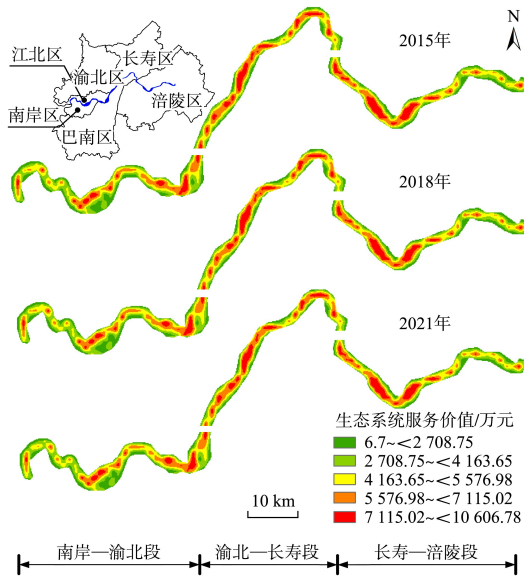 N
2015年
江北区
长寿区
渝北区
涪陵区
南岸区
巴南区
2018年
2021年
生态系统服务价值/万元
6.7~<2 708.75
2 708.75~<4 163.65
4 163.65~<5 576.98
5 576.98~<7 115.02
7 115.02~<10 606.78
10 km
南岸—渝北段
渝北—长寿段
长寿—涪陵段